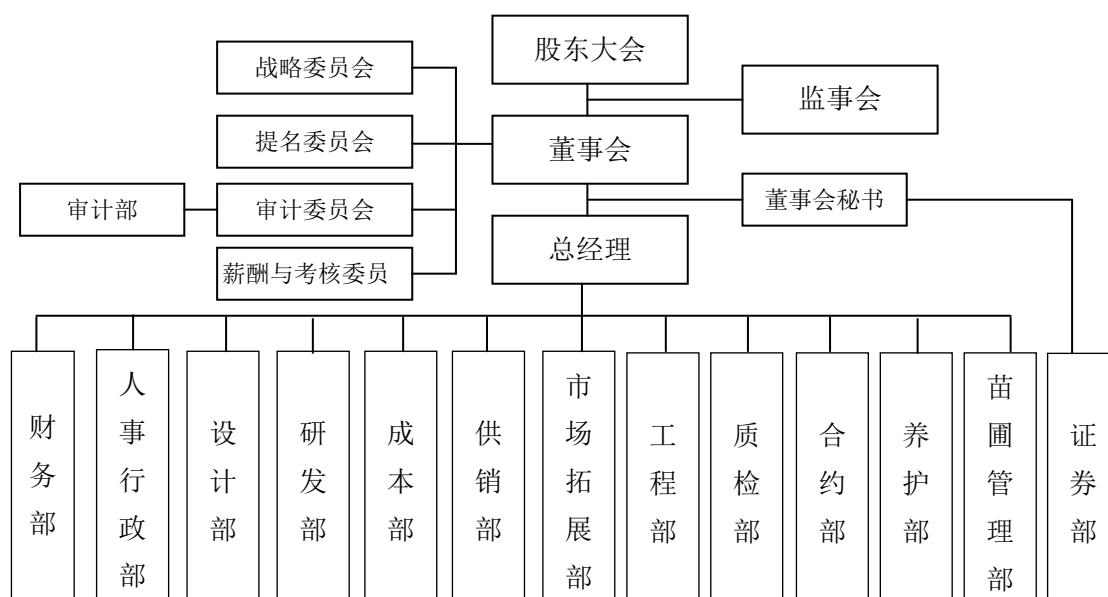 股东大会
战略委员会
监事会
提名委员会
董事会
审计部
审计委员会
董事会秘书
总经理
薪酬与考核委员
财务部
人事行政部
设计部
研发部
成本部
供销部
市场拓展部
工程部
质检部
合约部
养护部
苗圃管理部
证券部